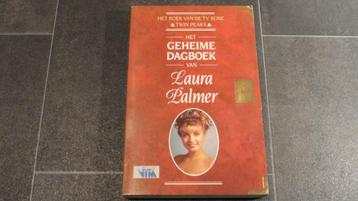 HET BOEK VAN DE TV SERIE
▲ TWIN PEAKS ▲
HET
GEHEIME
DAGBOEK
VAN
Laura
Palmer